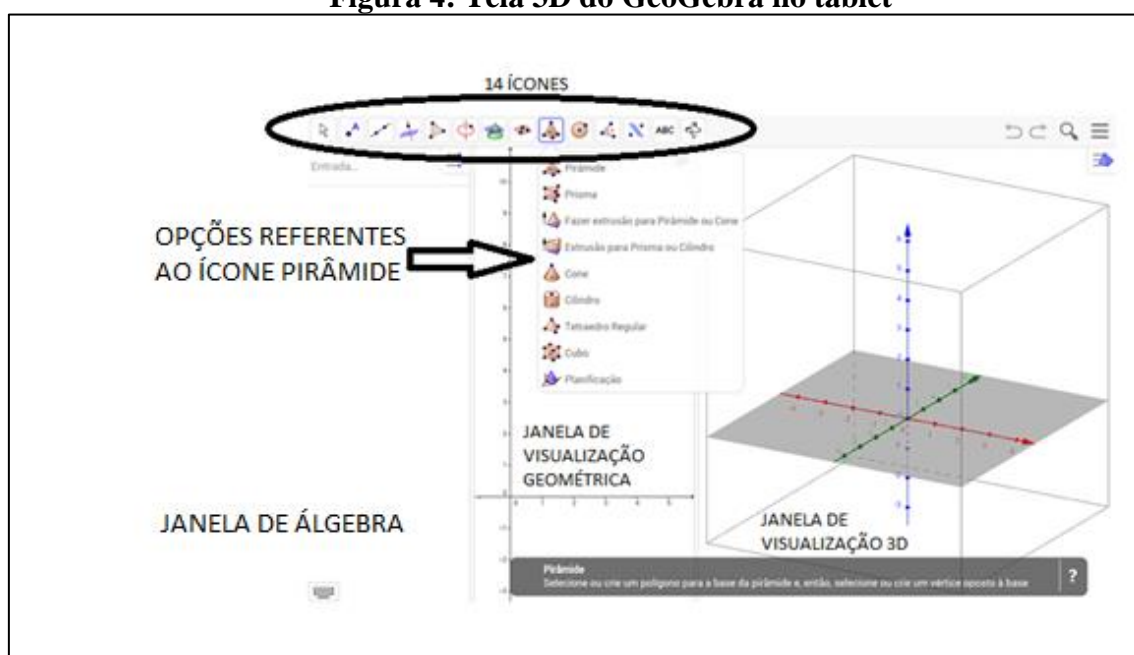 Figura 4: Tela 3D do GeoGebra no tablet
14 ÍCONES
ABC
Entrada...
Pirâmide
Prisma
Fazer extrusão para Pirâmide ou Cone
Extrusão para Prisma ou Cilindro
Cone
Cilindro
Tetraedro Regular
Cubo
Planificação
OPÇÕES REFERENTES
AO ÍCONE PIRÂMIDE
JANELA DE
VISUALIZAÇÃO
GEOMÉTRICA
JANELA DE ÁLGEBRA
JANELA DE
VISUALIZAÇÃO 3D
Pirâmide
Selecione ou crie um polígono para a base da pirâmide e, então, selecione ou crie um vértice oposto à base
?